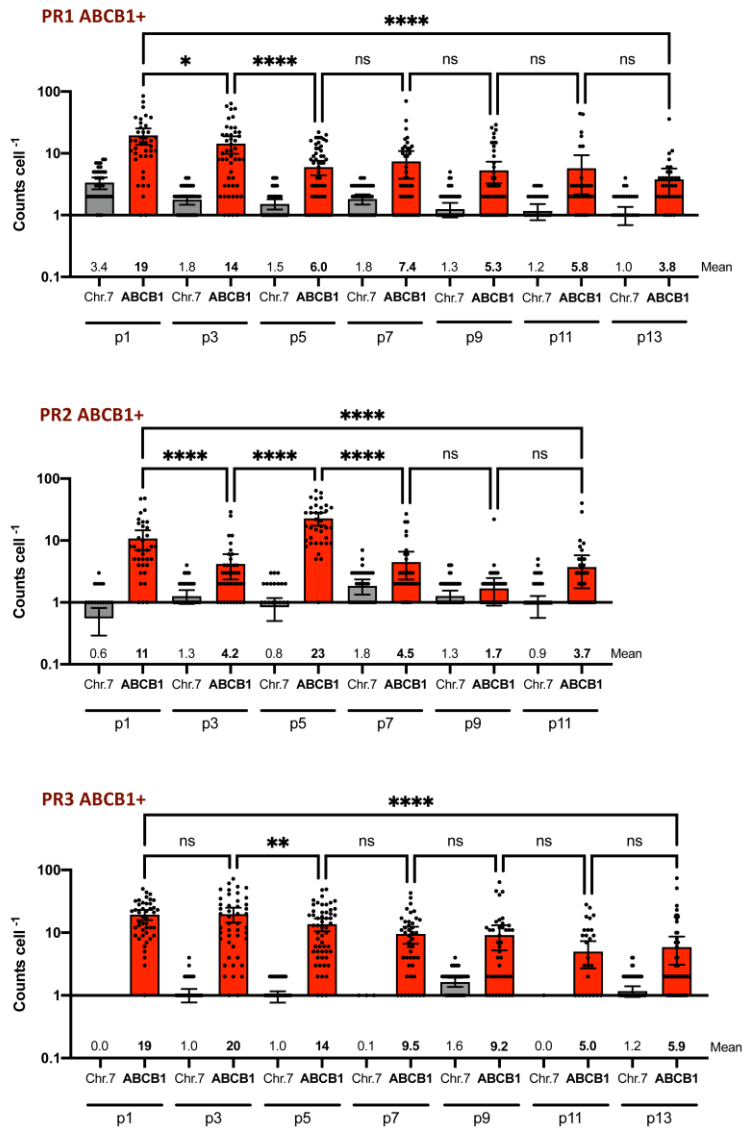 PR1 ABCB1+
****
* **** ns ns ns ns
100
10
1
0.1
Counts cell -1
3.4 19 1.8 14 1.5 6.0 1.8 7.4 1.3 5.3 1.2 5.8 1.0 3.8 Mean
Chr.7 ABCB1 Chr.7 ABCB1 Chr.7 ABCB1 Chr.7 ABCB1 Chr.7 ABCB1 Chr.7 ABCB1 Chr.7 ABCB1
p1 p3 p5 p7 p9 p11 p13
PR2 ABCB1+
****
**** **** **** ns ns
100
10
1
0.1
Counts cell -1
0.6 11 1.3 4.2 0.8 23 1.8 4.5 1.3 1.7 0.9 3.7 Mean
Chr.7 ABCB1 Chr.7 ABCB1 Chr.7 ABCB1 Chr.7 ABCB1 Chr.7 ABCB1 Chr.7 ABCB1
p1 p3 p5 p7 p9 p11
PR3 ABCB1+
****
ns ** ns ns ns ns
100
10
1
0.1
Counts cell -1
0.0 19 1.0 20 1.0 14 0.1 9.5 1.6 9.2 0.0 5.0 1.2 5.9 Mean
Chr.7 ABCB1 Chr.7 ABCB1 Chr.7 ABCB1 Chr.7 ABCB1 Chr.7 ABCB1 Chr.7 ABCB1 Chr.7 ABCB1
p1 p3 p5 p7 p9 p11 p13